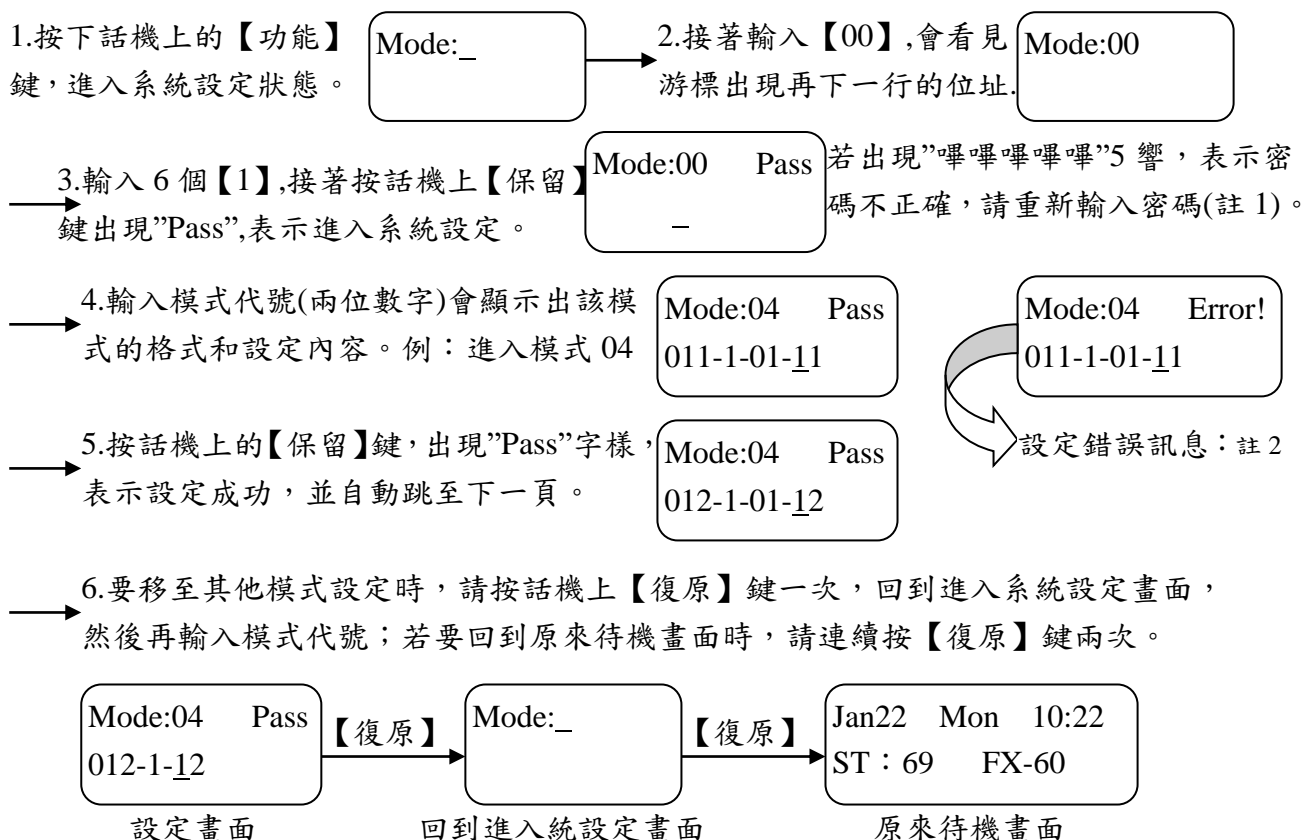 1.按下話機上的【功能】
鍵，進入系統設定狀態。
Mode:_
2.接著輸入【00】,會看見
游標出現再下一行的位址.
Mode:00
3.輸入 6 個【1】,接著按話機上【保留】
鍵出現”Pass”,表示進入系統設定。
Mode:00 Pass
_
若出現”嗶嗶嗶嗶嗶”5 響，表示密
碼不正確，請重新輸入密碼(註 1)。
4.輸入模式代號(兩位數字)會顯示出該模
式的格式和設定內容。例：進入模式 04
Mode:04 Pass
011-1-01-11
Mode:04 Error!
011-1-01-11
設定錯誤訊息：註 2
5.按話機上的【保留】鍵，出現”Pass”字樣，
表示設定成功，並自動跳至下一頁。
Mode:04 Pass
012-1-01-12
6.要移至其他模式設定時，請按話機上【復原】鍵一次，回到進入系統設定畫面，
然後再輸入模式代號；若要回到原來待機畫面時，請連續按【復原】鍵兩次。
Mode:04 Pass
012-1-12
【復原】
Mode:_
【復原】
Jan22 Mon 10:22
ST：69 FX-60
設定畫面
回到進入統設定畫面
原來待機畫面